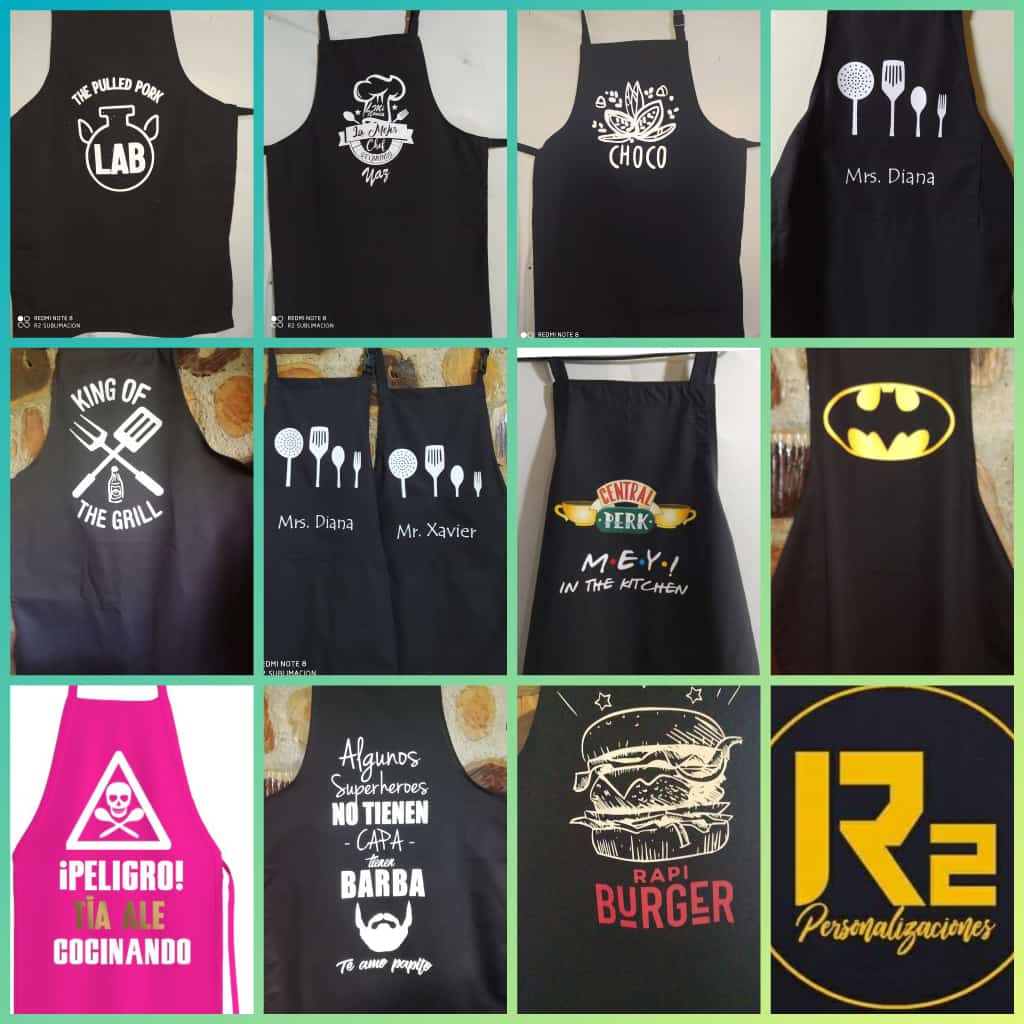 THE PULLED PORK
LAB
REDMI NOTE 8
R2 SUBLIMACION
La Mejor
Chef
Yaz
REDMI NOTE 8
R2 SUBLIMACION
CHOCO
REDMI NOTE 8
Mrs. Diana
KING OF
THE GRILL
Mrs. Diana
Mr. Xavier
REDMI NOTE 8
R2 SUBLIMACION
CENTRAL
PERK
M•E•Y•!
IN THE KITCHEN
¡PELIGRO!
TÍA ALE
COCINANDO
Algunos
Superheroes
NO TIENEN
- CAPA -
tienen
BARBA
Te amo papito
RAPI
BURGER
R2
Personalizaciones